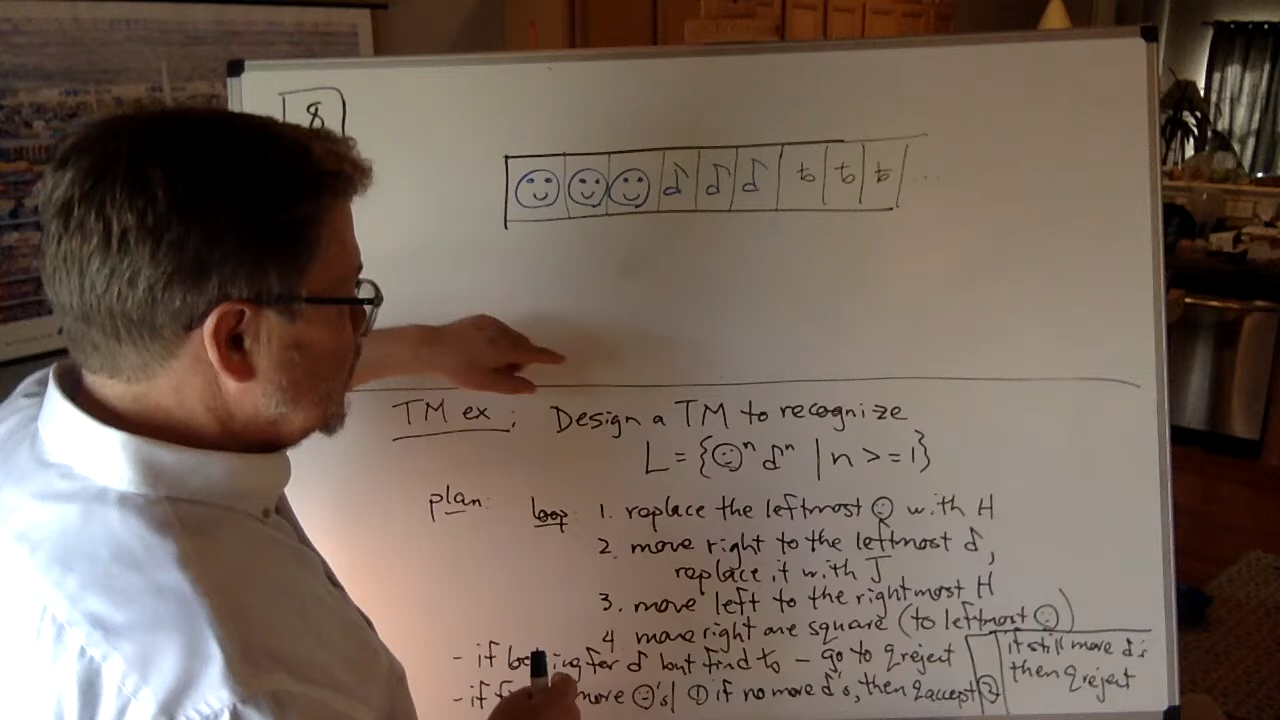 8
☺ ☺ ☺ ♪ ♪ ♪ ƀ ƀ ƀ ...
TM ex: Design a TM to recognize
L = {☺ⁿ ♪ⁿ | n >= 1}
plan: loop: 1. replace the leftmost ☺ with H
2. move right to the leftmost ♪,
replace it with J
3. move left to the rightmost H
4 move right one square (to leftmost ☺)
- if looking for ♪ but find ƀ - go to qreject
- if more ☺'s ① if no more ♪'s, then qaccept ②
if still more ♪'s
then qreject